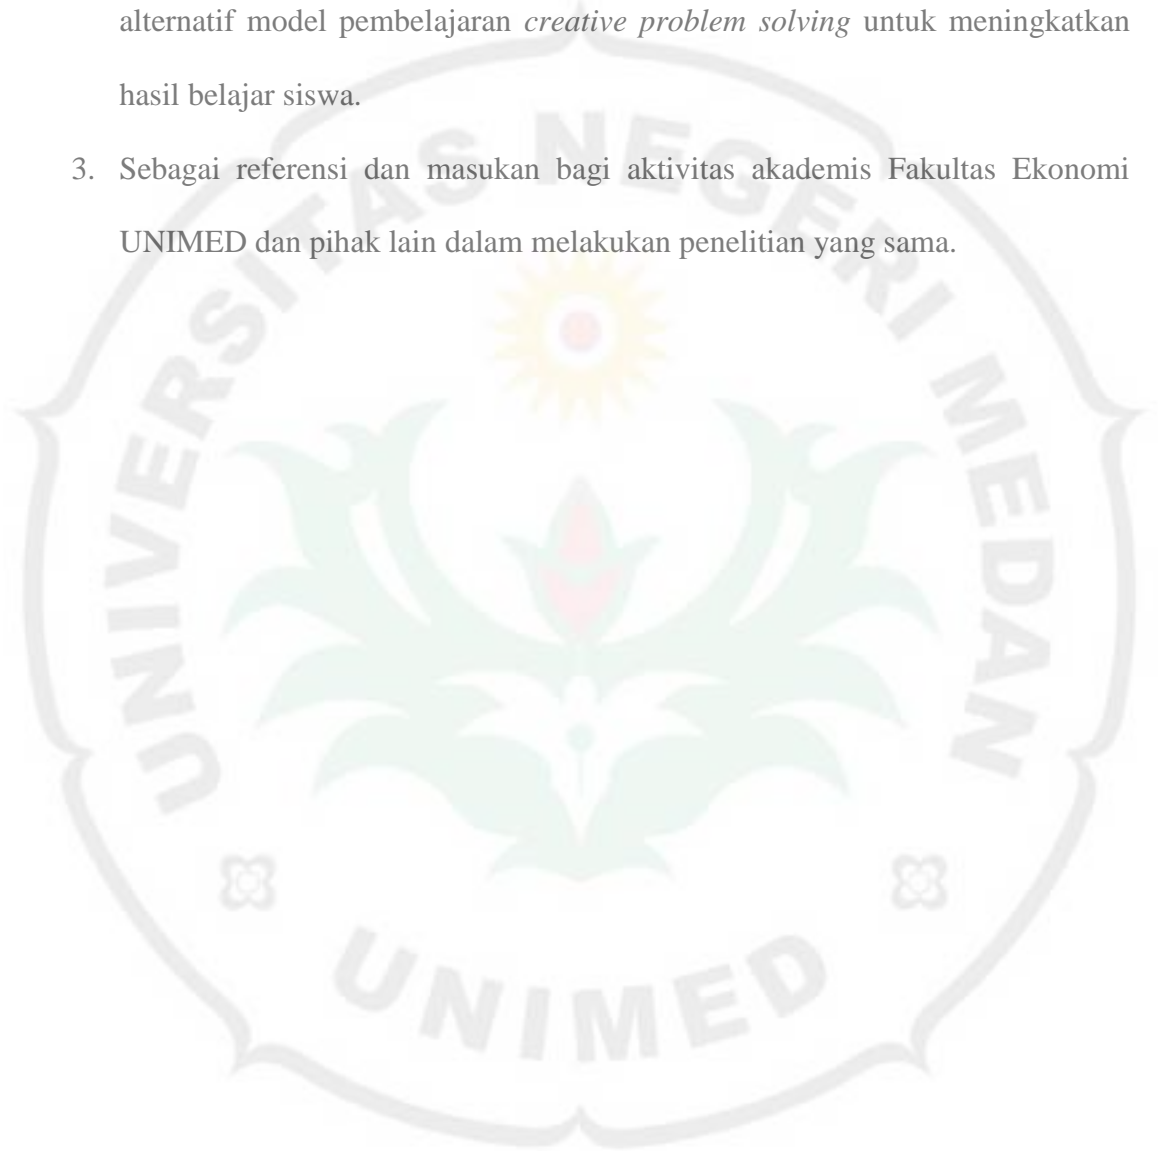 alternatif model pembelajaran creative problem solving untuk meningkatkan
hasil belajar siswa.
3. Sebagai referensi dan masukan bagi aktivitas akademis Fakultas Ekonomi
UNIMED dan pihak lain dalam melakukan penelitian yang sama.
UNIVERSITAS NEGERI MEDAN
UNIMED